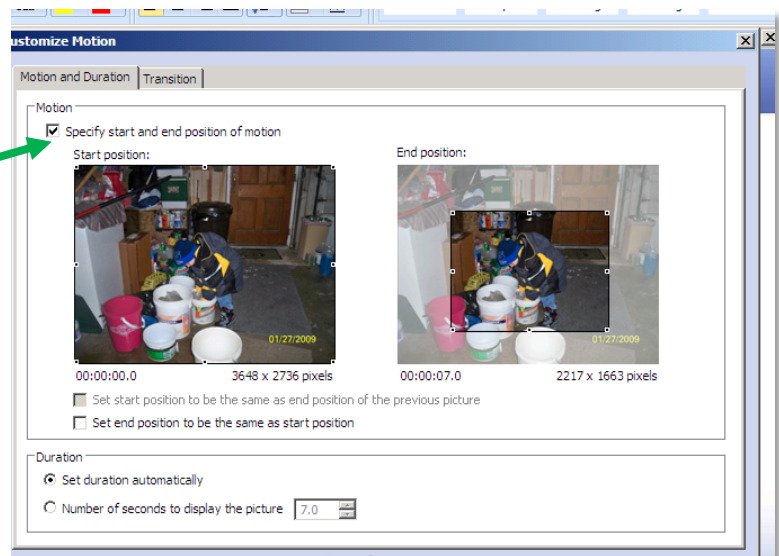 ustomize Motion
Motion and Duration
Transition
Motion
Specify start and end position of motion
Start position:
End position:
01/27/2009
01/27/2009
00:00:00.0
3648 x 2736 pixels
00:00:07.0
2217 x 1663 pixels
Set start position to be the same as end position of the previous picture
Set end position to be the same as start position
Duration
Set duration automatically
Number of seconds to display the picture 7.0